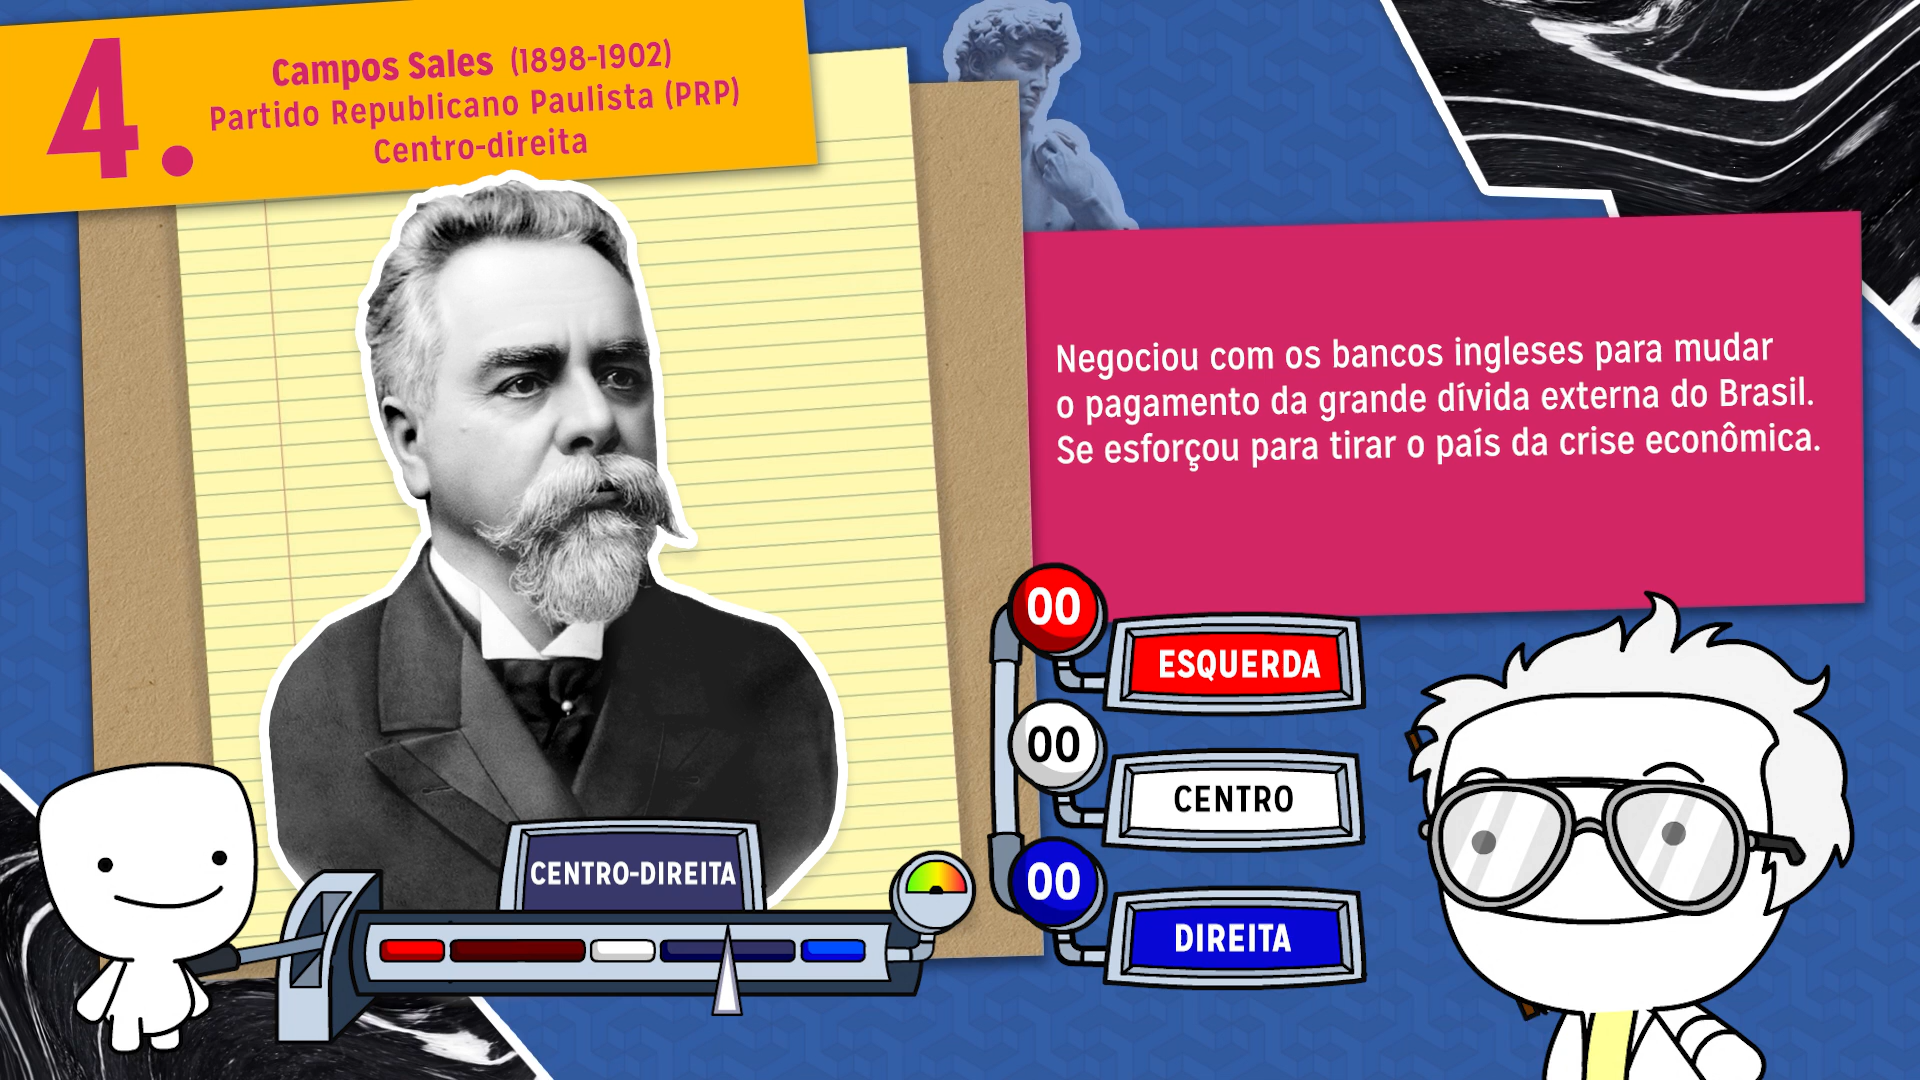 4.
Campos Sales (1898-1902)
Partido Republicano Paulista (PRP)
Centro-direita
Negociou com os bancos ingleses para mudar
o pagamento da grande dívida externa do Brasil.
Se esforçou para tirar o país da crise econômica.
00
ESQUERDA
00
CENTRO
00
DIREITA
CENTRO-DIREITA